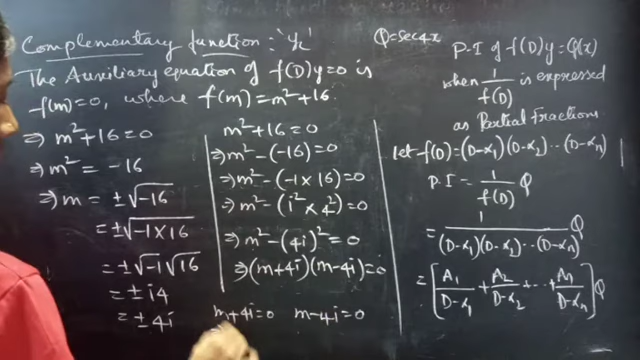 Complementary function :- 'yc'
The Auxiliary equation of f(D)y=0 is
f(m)=0, where f(m)=m²+16.
⇒ m²+16=0
⇒ m² = -16
⇒ m = ±√-16
= ±√-1×16
= ±√-1 √16
= ±i4
= ±4i
m²+16=0
⇒ m²-(-16)=0
⇒ m²-(-1×16)=0
⇒ m²-(i²×4²)=0
⇒ m²-(4i)²=0
⇒ (m+4i)(m-4i)=0
m+4i=0 m-4i=0
Q=sec4x
P.I of f(D)y=Q(x)
when 1/f(D) is expressed
as Partial Fractions
let f(D)=(D-α₁)(D-α₂)...(D-αₙ)
P.I = 1/f(D) Q
= 1/(D-α₁)(D-α₂)...(D-αₙ) Q
= [A₁/D-α₁ + A₂/D-α₂ + ... + Aₙ/D-αₙ] Q